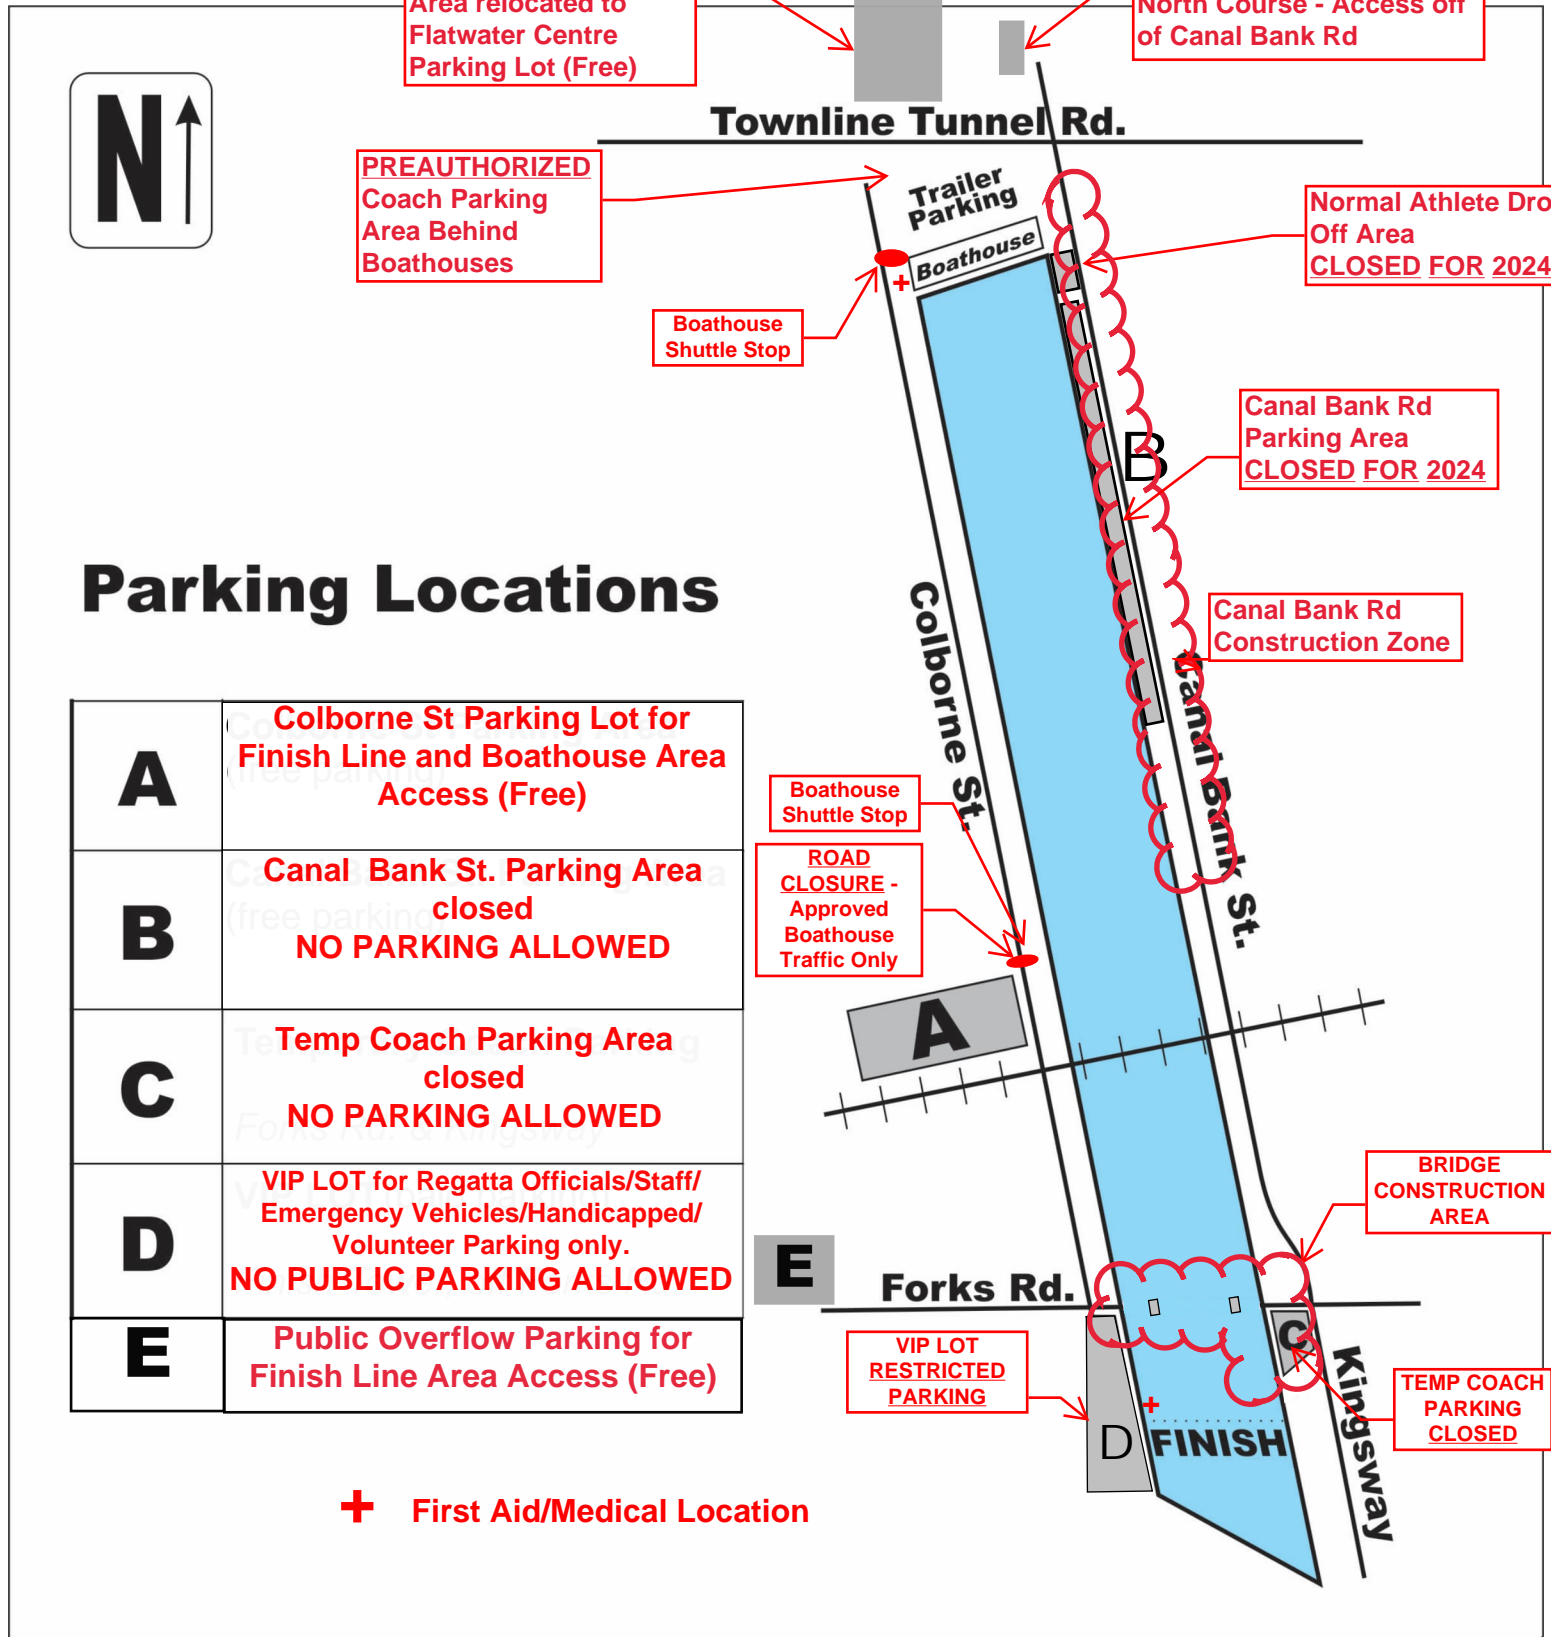 Area relocated to
Flatwater Centre
Parking Lot (Free)
North Course - Access off
of Canal Bank Rd
N
Townline Tunnel Rd.
PREAUTHORIZED
Coach Parking
Area Behind
Boathouses
Trailer
Parking
Boathouse
Normal Athlete Dro
Off Area
CLOSED FOR 2024
Boathouse
Shuttle Stop
Canal Bank Rd
Parking Area
CLOSED FOR 2024
B
Parking Locations
Colborne St.
Canal Bank Rd
Construction Zone
Canal Bank St.
A
Colborne St Parking Lot for
Finish Line and Boathouse Area
Access (Free)
(free parking)
B
Canal Bank St. Parking Area
closed
NO PARKING ALLOWED
(free parking)
C
Temp Coach Parking Area
closed
NO PARKING ALLOWED
Forks Rd. & Kingsway
D
VIP LOT for Regatta Officials/Staff/
Emergency Vehicles/Handicapped/
Volunteer Parking only.
NO PUBLIC PARKING ALLOWED
E
Public Overflow Parking for
Finish Line Area Access (Free)
Boathouse
Shuttle Stop
ROAD
CLOSURE -
Approved
Boathouse
Traffic Only
A
BRIDGE
CONSTRUCTION
AREA
E
Forks Rd.
C
VIP LOT
RESTRICTED
PARKING
Kingsway
TEMP COACH
PARKING
CLOSED
D
FINISH
+ First Aid/Medical Location